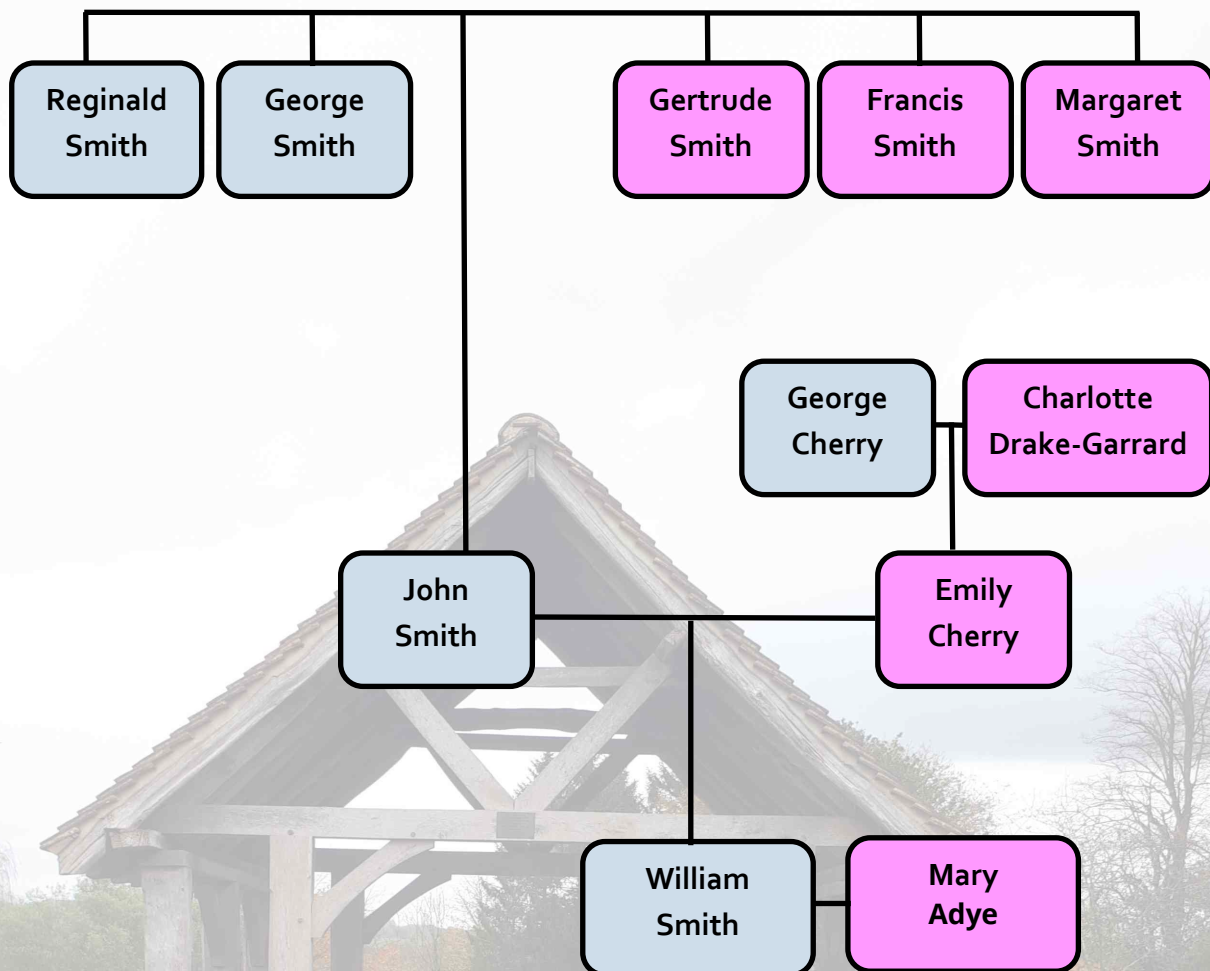 Reginald
Smith
George
Smith
Gertrude
Smith
Francis
Smith
Margaret
Smith
George
Cherry
Charlotte
Drake-Garrard
John
Smith
Emily
Cherry
William
Smith
Mary
Adye